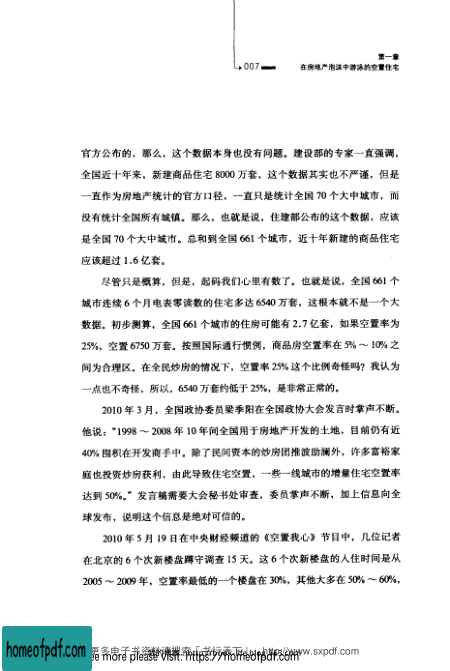 第一章
007
在房地产泡沫中游泳的空置住宅
官方公布的，那么，这个数据本身也没有问题。建设部的专家一直强调，
全国近十年来，新建商品住宅 8000 万套，这个数据其实也不严谨，但是
一直作为房地产统计的官方口径，一直只是统计全国 70 个大中城市，而
没有统计全国所有城镇。那么，也就是说，住建部公布的这个数据，应该
是全国 70 个大中城市。总和到全国 661 个城市，近十年新建的商品住宅
应该超过 1.6 亿套。
尽管只是概算，但是，起码我们心里有数了。也就是说，全国 661 个
城市连续 6 个月电表零读数的住宅多达 6540 万套，这根本就不是一个大
数据。初步测算，全国 661 个城市的住房可能有 2.7 亿套，如果空置率为
25%，空置 6750 万套。按照国际通行惯例，商品房空置率在 5% ～ 10% 之
间为合理区。在全民炒房的情况下，空置率 25% 这个比例奇怪吗？我认为
一点也不奇怪，所以，6540 万套约低于 25%，是非常正常的。
2010 年 3 月，全国政协委员梁季阳在全国政协大会发言时掌声不断。
他说：“1998 ～ 2008 年 10 年间全国用于房地产开发的土地，目前仍有近
40% 囤积在开发商手中。除了民间资本的炒房团推波助澜外，许多富裕家
庭也投资炒房获利，由此导致住宅空置，一些一线城市的增量住宅空置率
达到 50%。”发言稿需要大会秘书处审查，委员掌声不断，加上信息向全
球发布，说明这个信息是绝对可信的。
2010 年 5 月 19 日在中央财经频道的《空置我心》节目中，几位记者
在北京的 6 个次新楼盘蹲守调查 15 天。这 6 个次新楼盘的入住时间是从
2005 ～ 2009 年，空置率最低的一个楼盘在 30%，其他大多在 50% ～ 60%，
homeofpdf.com
更多电子书资料请搜索「书行天下」：http://www.sxpdf.com
See more please visit: https://homeofpdf.com